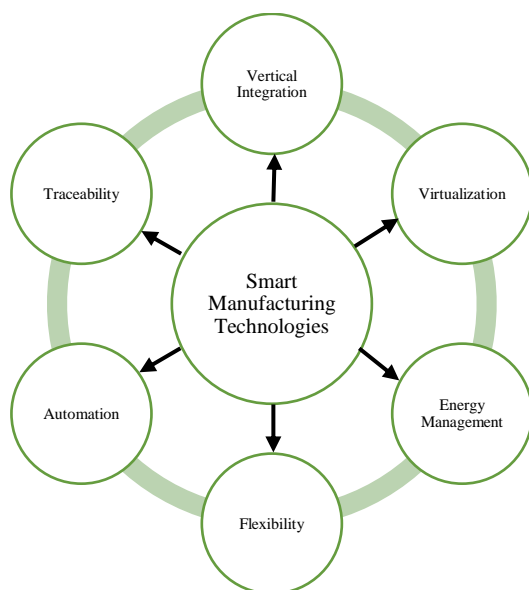 Vertical
Integration
Traceability
Virtualization
Smart
Manufacturing
Technologies
Automation
Energy
Management
Flexibility